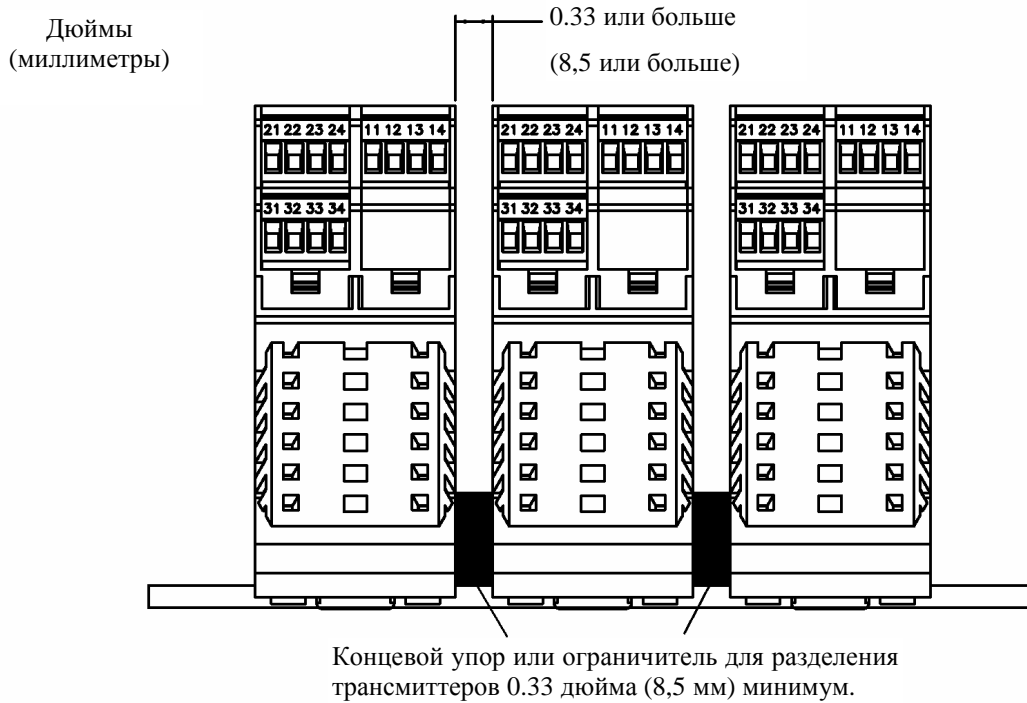 Дюймы
(миллиметры)
0.33 или больше
(8,5 или больше)
21 22 23 24 11 12 13 14 21 22 23 24 11 12 13 14 21 22 23 24 11 12 13 14
31 32 33 34 31 32 33 34 31 32 33 34
Концевой упор или ограничитель для разделения
трансмиттеров 0.33 дюйма (8,5 мм) минимум.